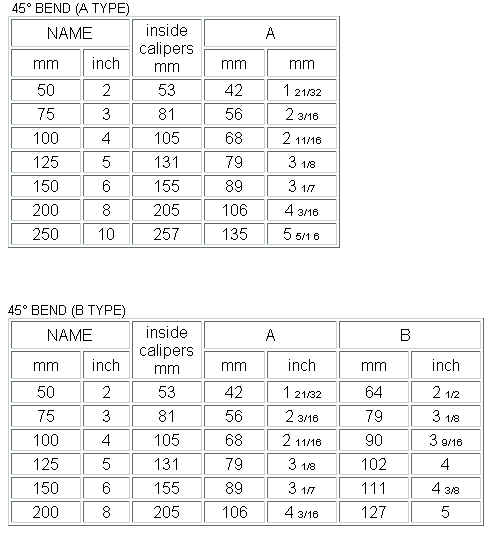 45° BEND (A TYPE)
NAME inside calipers mm A
mm inch mm mm
50 2 53 42 1 21/32
75 3 81 56 2 3/16
100 4 105 68 2 11/16
125 5 131 79 3 1/8
150 6 155 89 3 1/7
200 8 205 106 4 3/16
250 10 257 135 5 5/1 6
45° BEND (B TYPE)
NAME inside calipers mm A B
mm inch mm inch mm inch
50 2 53 42 1 21/32 64 2 1/2
75 3 81 56 2 3/16 79 3 1/8
100 4 105 68 2 11/16 90 3 9/16
125 5 131 79 3 1/8 102 4
150 6 155 89 3 1/7 111 4 3/8
200 8 205 106 4 3/16 127 5